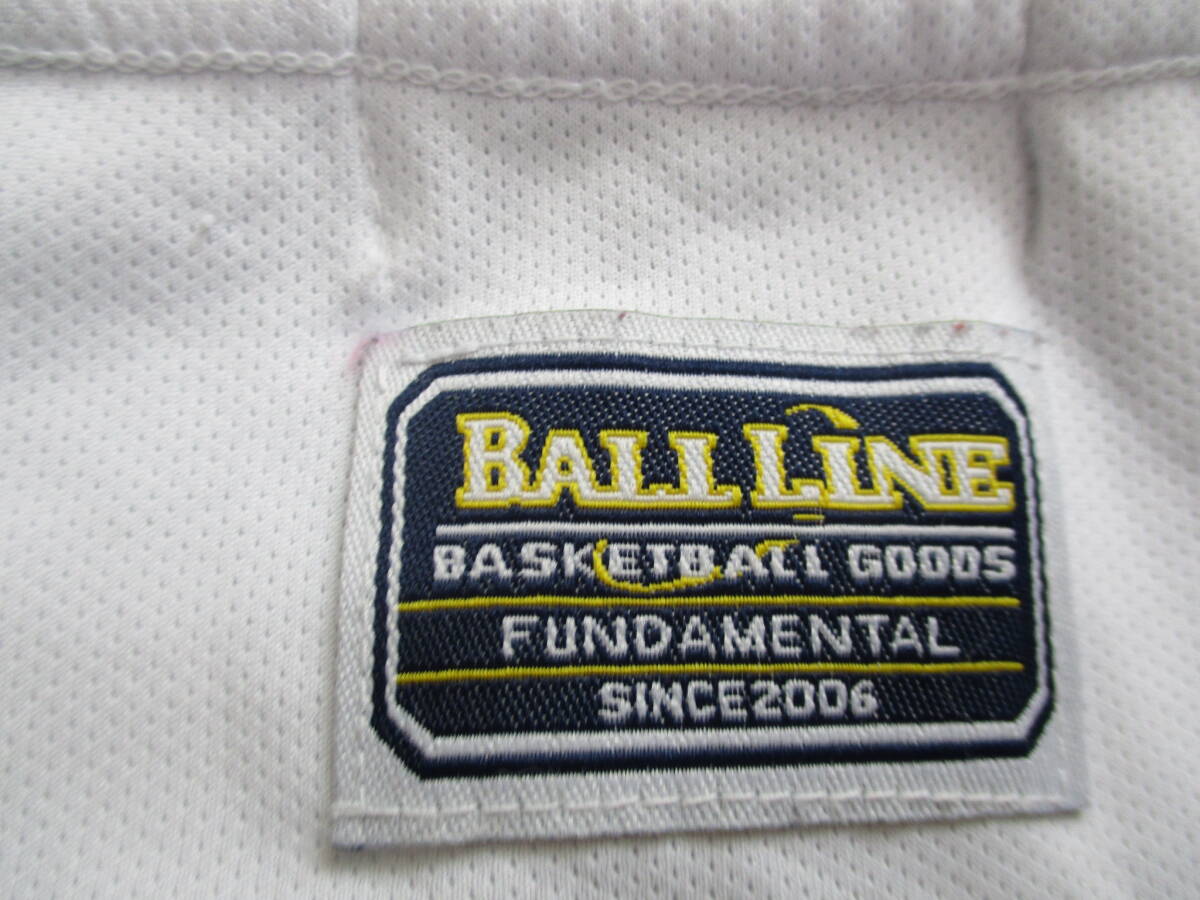 BALL LINE
BASKETBALL GOODS
FUNDAMENTAL
SINCE2006